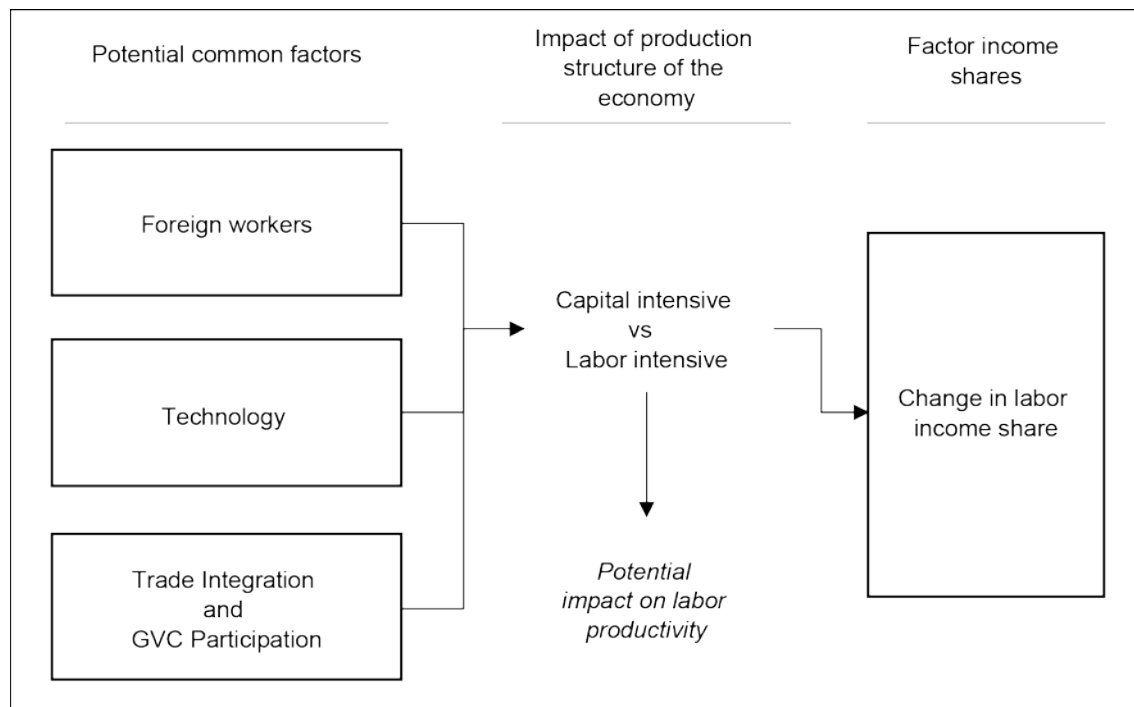 Potential common factors
Impact of production
structure of the
economy
Factor income
shares
Foreign workers
Technology
Trade Integration
and
GVC Participation
Capital intensive
vs
Labor intensive
Potential
impact on labor
productivity
Change in labor
income share